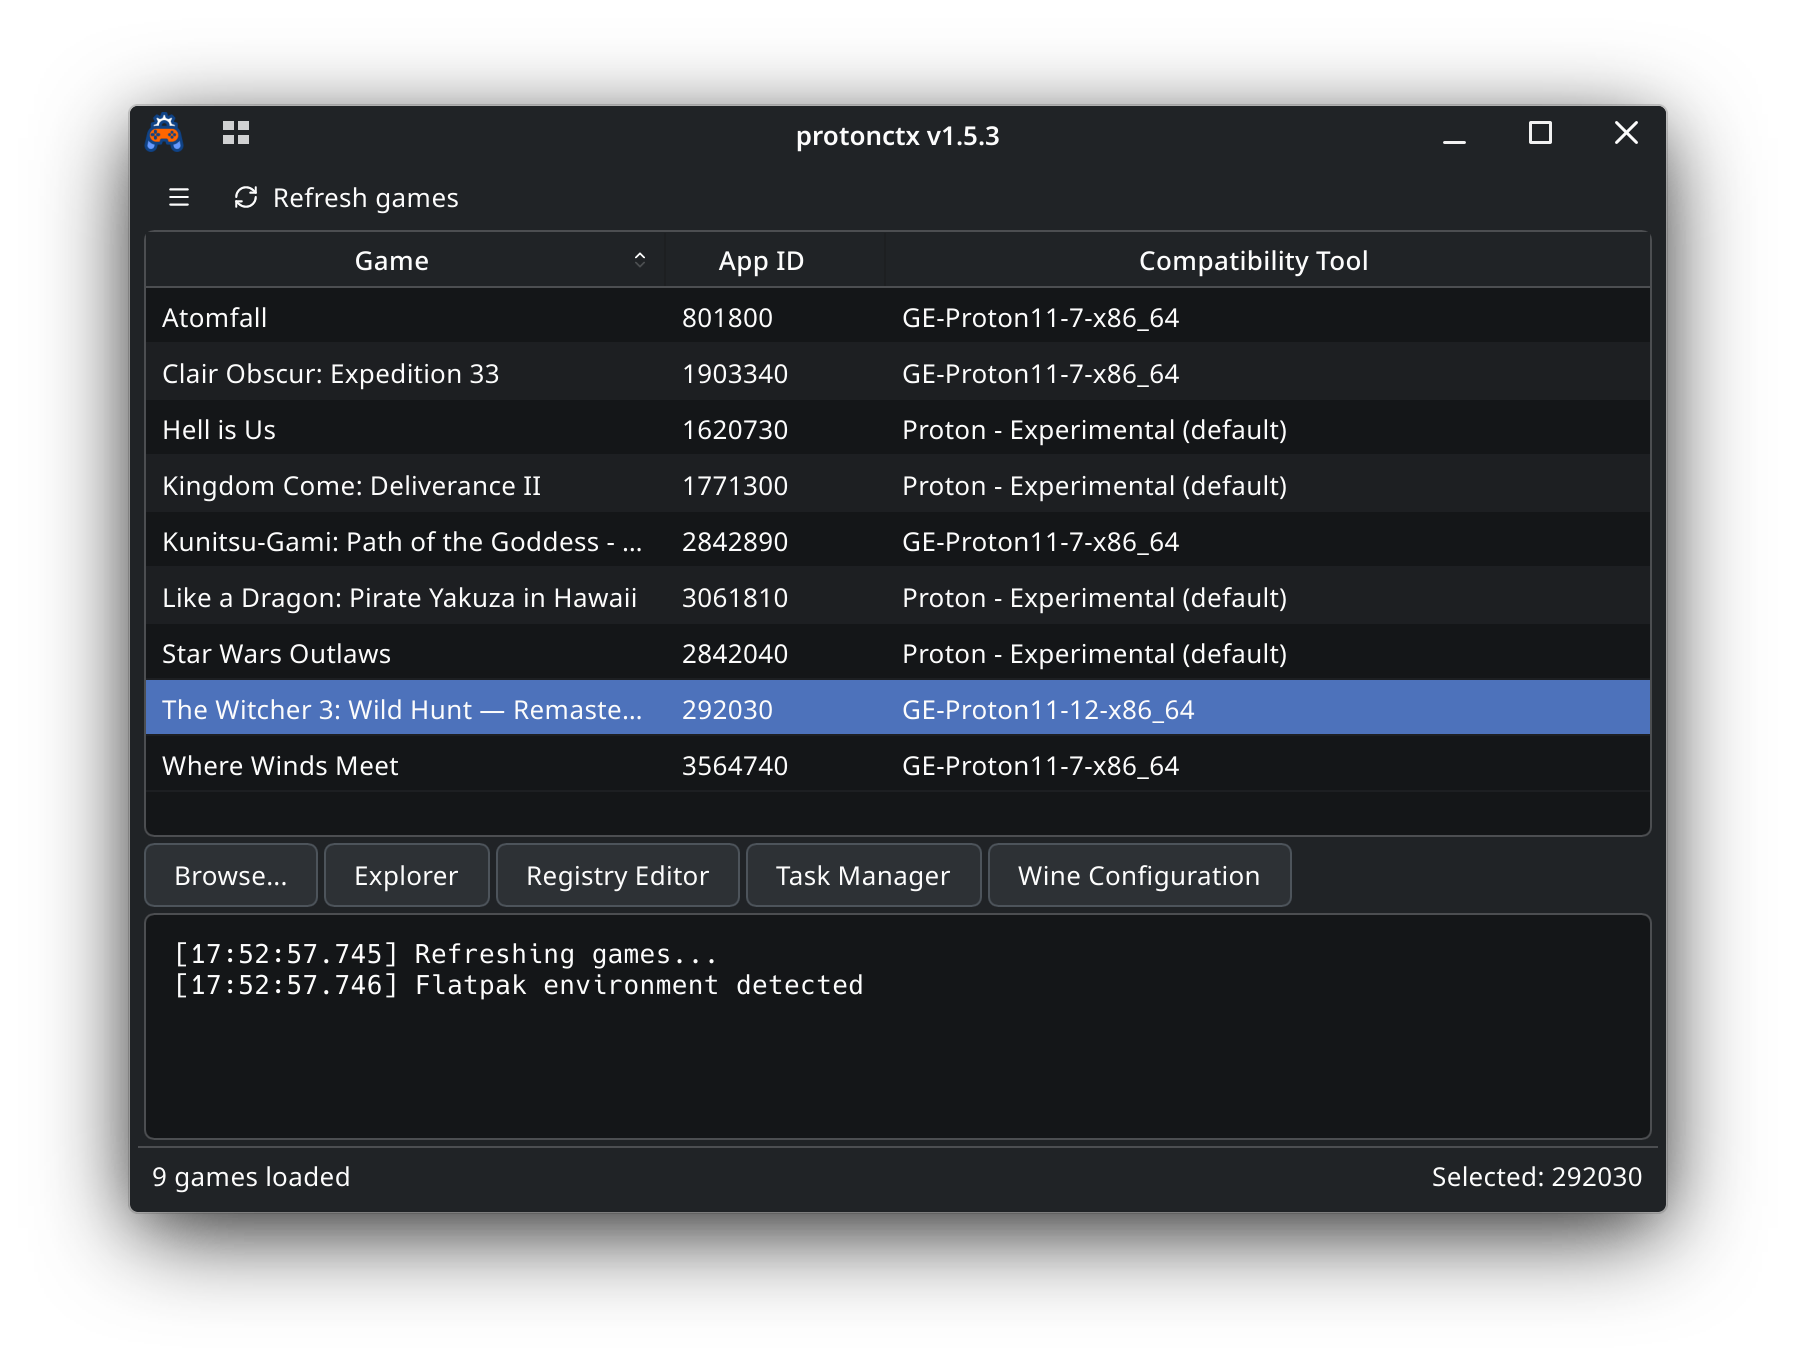 protonctx v1.5.3
Refresh games
Game App ID Compatibility Tool
Atomfall 801800 GE-Proton11-7-x86_64
Clair Obscur: Expedition 33 1903340 GE-Proton11-7-x86_64
Hell is Us 1620730 Proton - Experimental (default)
Kingdom Come: Deliverance II 1771300 Proton - Experimental (default)
Kunitsu-Gami: Path of the Goddess - ... 2842890 GE-Proton11-7-x86_64
Like a Dragon: Pirate Yakuza in Hawaii 3061810 Proton - Experimental (default)
Star Wars Outlaws 2842040 Proton - Experimental (default)
The Witcher 3: Wild Hunt — Remaste... 292030 GE-Proton11-12-x86_64
Where Winds Meet 3564740 GE-Proton11-7-x86_64
Browse... Explorer Registry Editor Task Manager Wine Configuration
[17:52:57.745] Refreshing games...
[17:52:57.746] Flatpak environment detected
9 games loaded Selected: 292030